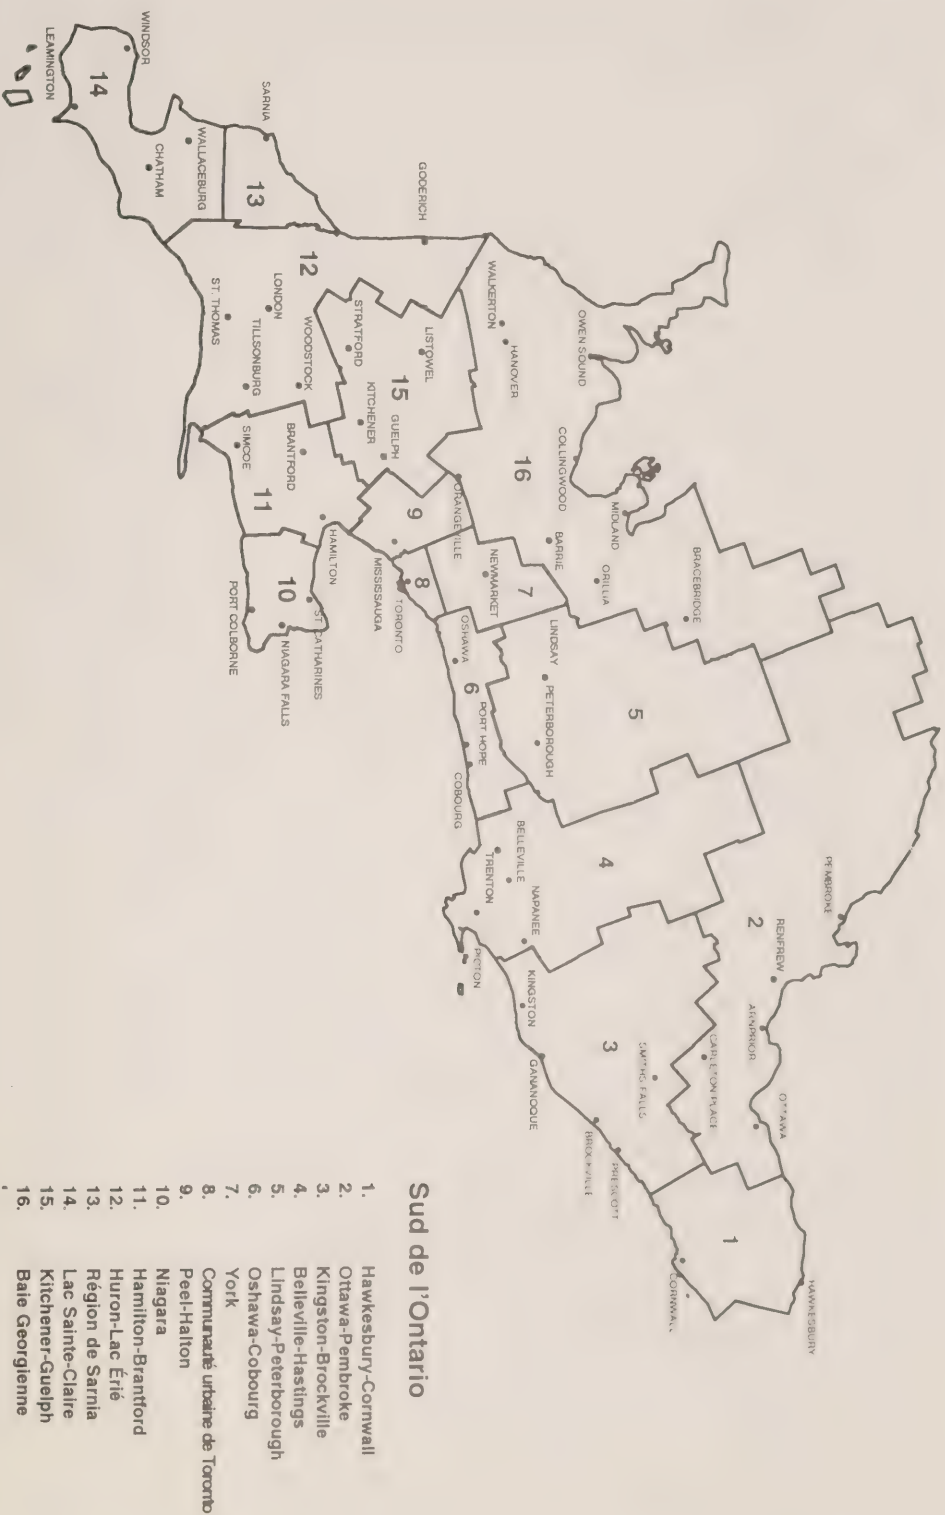 Sud de l'Ontario
1. Hawkesbury-Cornwall
2. Ottawa-Pembroke
3. Kingston-Brockville
4. Belleville-Hastings
5. Lindsay-Peterborough
6. Oshawa-Cobourg
7. York
8. Communauté urbaine de Toronto
9. Peel-Halton
10. Niagara
11. Hamilton-Brantford
12. Huron-Lac Érié
13. Région de Sarnia
14. Lac Sainte-Claire
15. Kitchener-Guelph
16. Baie Georgienne
HAWKESBURY
1
CORNWALL
OTTAWA
ARNPRIOR
CARLETON PLACE
RENFREW
PEMBROKE
2
SMITHS FALLS
3
PRESCOTT
BROCKVILLE
GANANOQUE
KINGSTON
PICTON
NAPANEE
BELLEVILLE
TRENTON
4
5
PETERBOROUGH
LINDSAY
COBOURG
PORT HOPE
6
OSHAWA
BRACEBRIDGE
ORILLIA
BARRIE
MIDLAND
COLLINGWOOD
16
OWEN SOUND
HANOVER
WALKERTON
7
NEWMARKET
ORANGEVILLE
8
TORONTO
MISSISSAUGA
9
HAMILTON
ST. CATHARINES
NIAGARA FALLS
10
PORT COLBORNE
GUELPH
KITCHENER
15
LISTOWEL
STRATFORD
BRANTFORD
11
SIMCOE
WOODSTOCK
TILLSONBURG
LONDON
ST. THOMAS
12
GODERICH
SARNIA
13
WALLACEBURG
CHATHAM
14
WINDSOR
LEAMINGTON